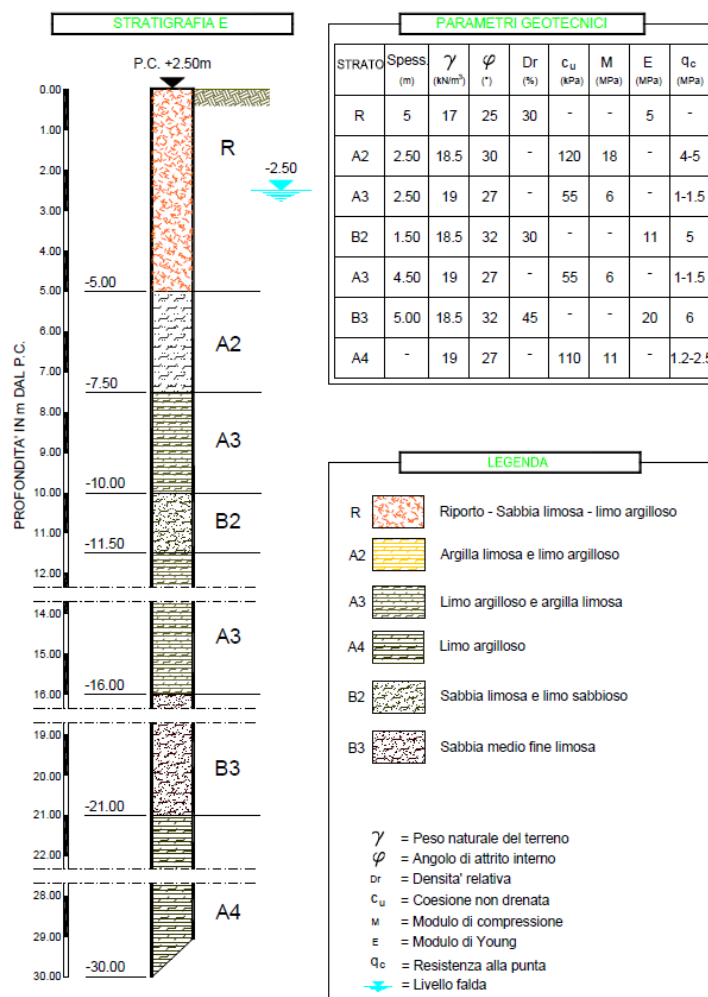 STRATIGRAFIA E
P.C. +2.50m
PROFONDITA' IN m DAL P.C.
0.00
1.00
2.00
3.00
4.00
5.00
6.00
7.00
8.00
9.00
10.00
11.00
12.00
13.00
14.00
15.00
16.00
19.00
20.00
21.00
22.00
28.00
29.00
30.00
-5.00
-7.50
-10.00
-11.50
-16.00
-21.00
-30.00
R
-2.50
A2
A3
B2
A3
B3
A4
PARAMETRI GEOTECNICI
STRATO Spess. (m) γ (kN/m³) φ (°) Dr (%) cu (kPa) M (MPa) E (MPa) qc (MPa)
R 5 17 25 30 - - 5 -
A2 2.50 18.5 30 - 120 18 - 4-5
A3 2.50 19 27 - 55 6 - 1-1.5
B2 1.50 18.5 32 30 - - 11 5
A3 4.50 19 27 - 55 6 - 1-1.5
B3 5.00 18.5 32 45 - - 20 6
A4 - 19 27 - 110 11 - 1.2-2.5
LEGENDA
R Riporto - Sabbia limosa - limo argilloso
A2 Argilla limosa e limo argilloso
A3 Limo argilloso e argilla limosa
A4 Limo argilloso
B2 Sabbia limosa e limo sabbioso
B3 Sabbia medio fine limosa
γ = Peso naturale del terreno
φ = Angolo di attrito interno
Dr = Densita' relativa
cu = Coesione non drenata
M = Modulo di compressione
E = Modulo di Young
qc = Resistenza alla punta
= Livello falda